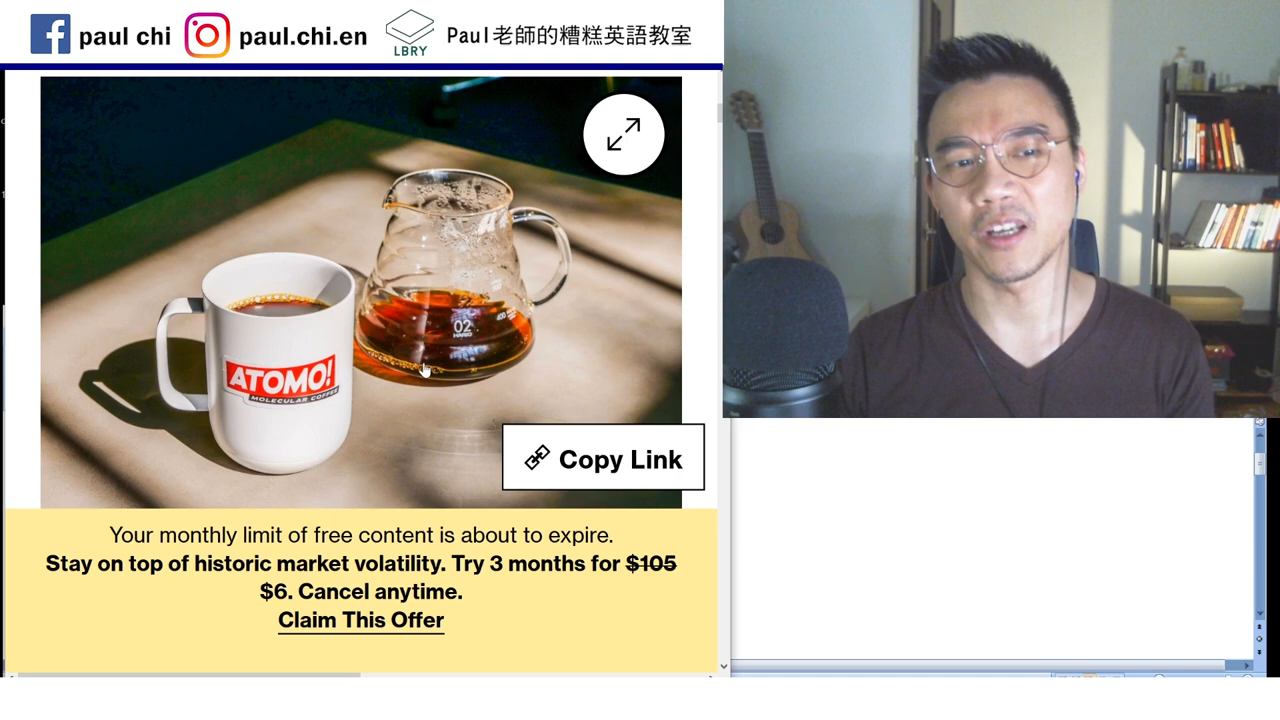 paul chi
paul.chi.en
LBRY
Paul老師的糟糕英語教室
02
HARIO
ATOMO!
MOLECULAR COFFEE
Copy Link
Your monthly limit of free content is about to expire.
Stay on top of historic market volatility. Try 3 months for $105
$6. Cancel anytime.
Claim This Offer